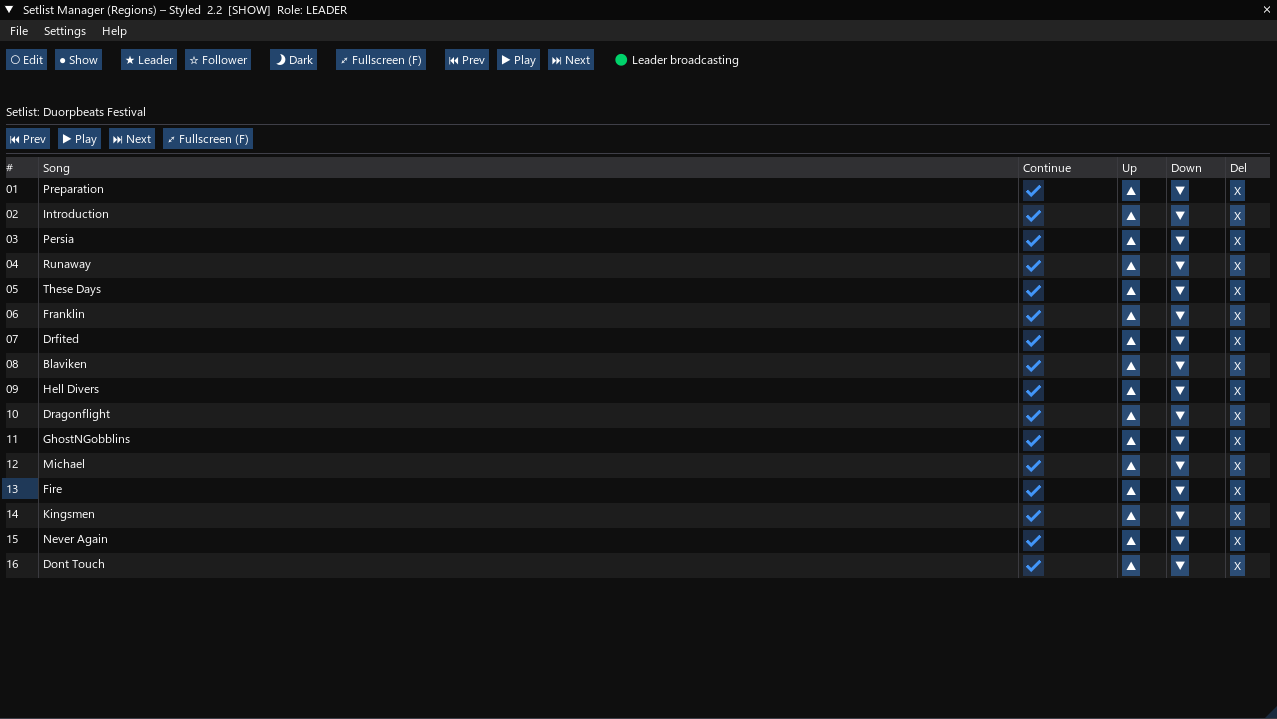 Setlist Manager (Regions) – Styled 2.2 [SHOW] Role: LEADER
File Settings Help
Edit Show Leader Follower Dark Fullscreen (F) Prev Play Next Leader broadcasting
Setlist: Duorpbeats Festival
Prev Play Next Fullscreen (F)
# Song Continue Up Down Del
01 Preparation X
02 Introduction X
03 Persia X
04 Runaway X
05 These Days X
06 Franklin X
07 Drfited X
08 Blaviken X
09 Hell Divers X
10 Dragonflight X
11 GhostNGobblins X
12 Michael X
13 Fire X
14 Kingsmen X
15 Never Again X
16 Dont Touch X